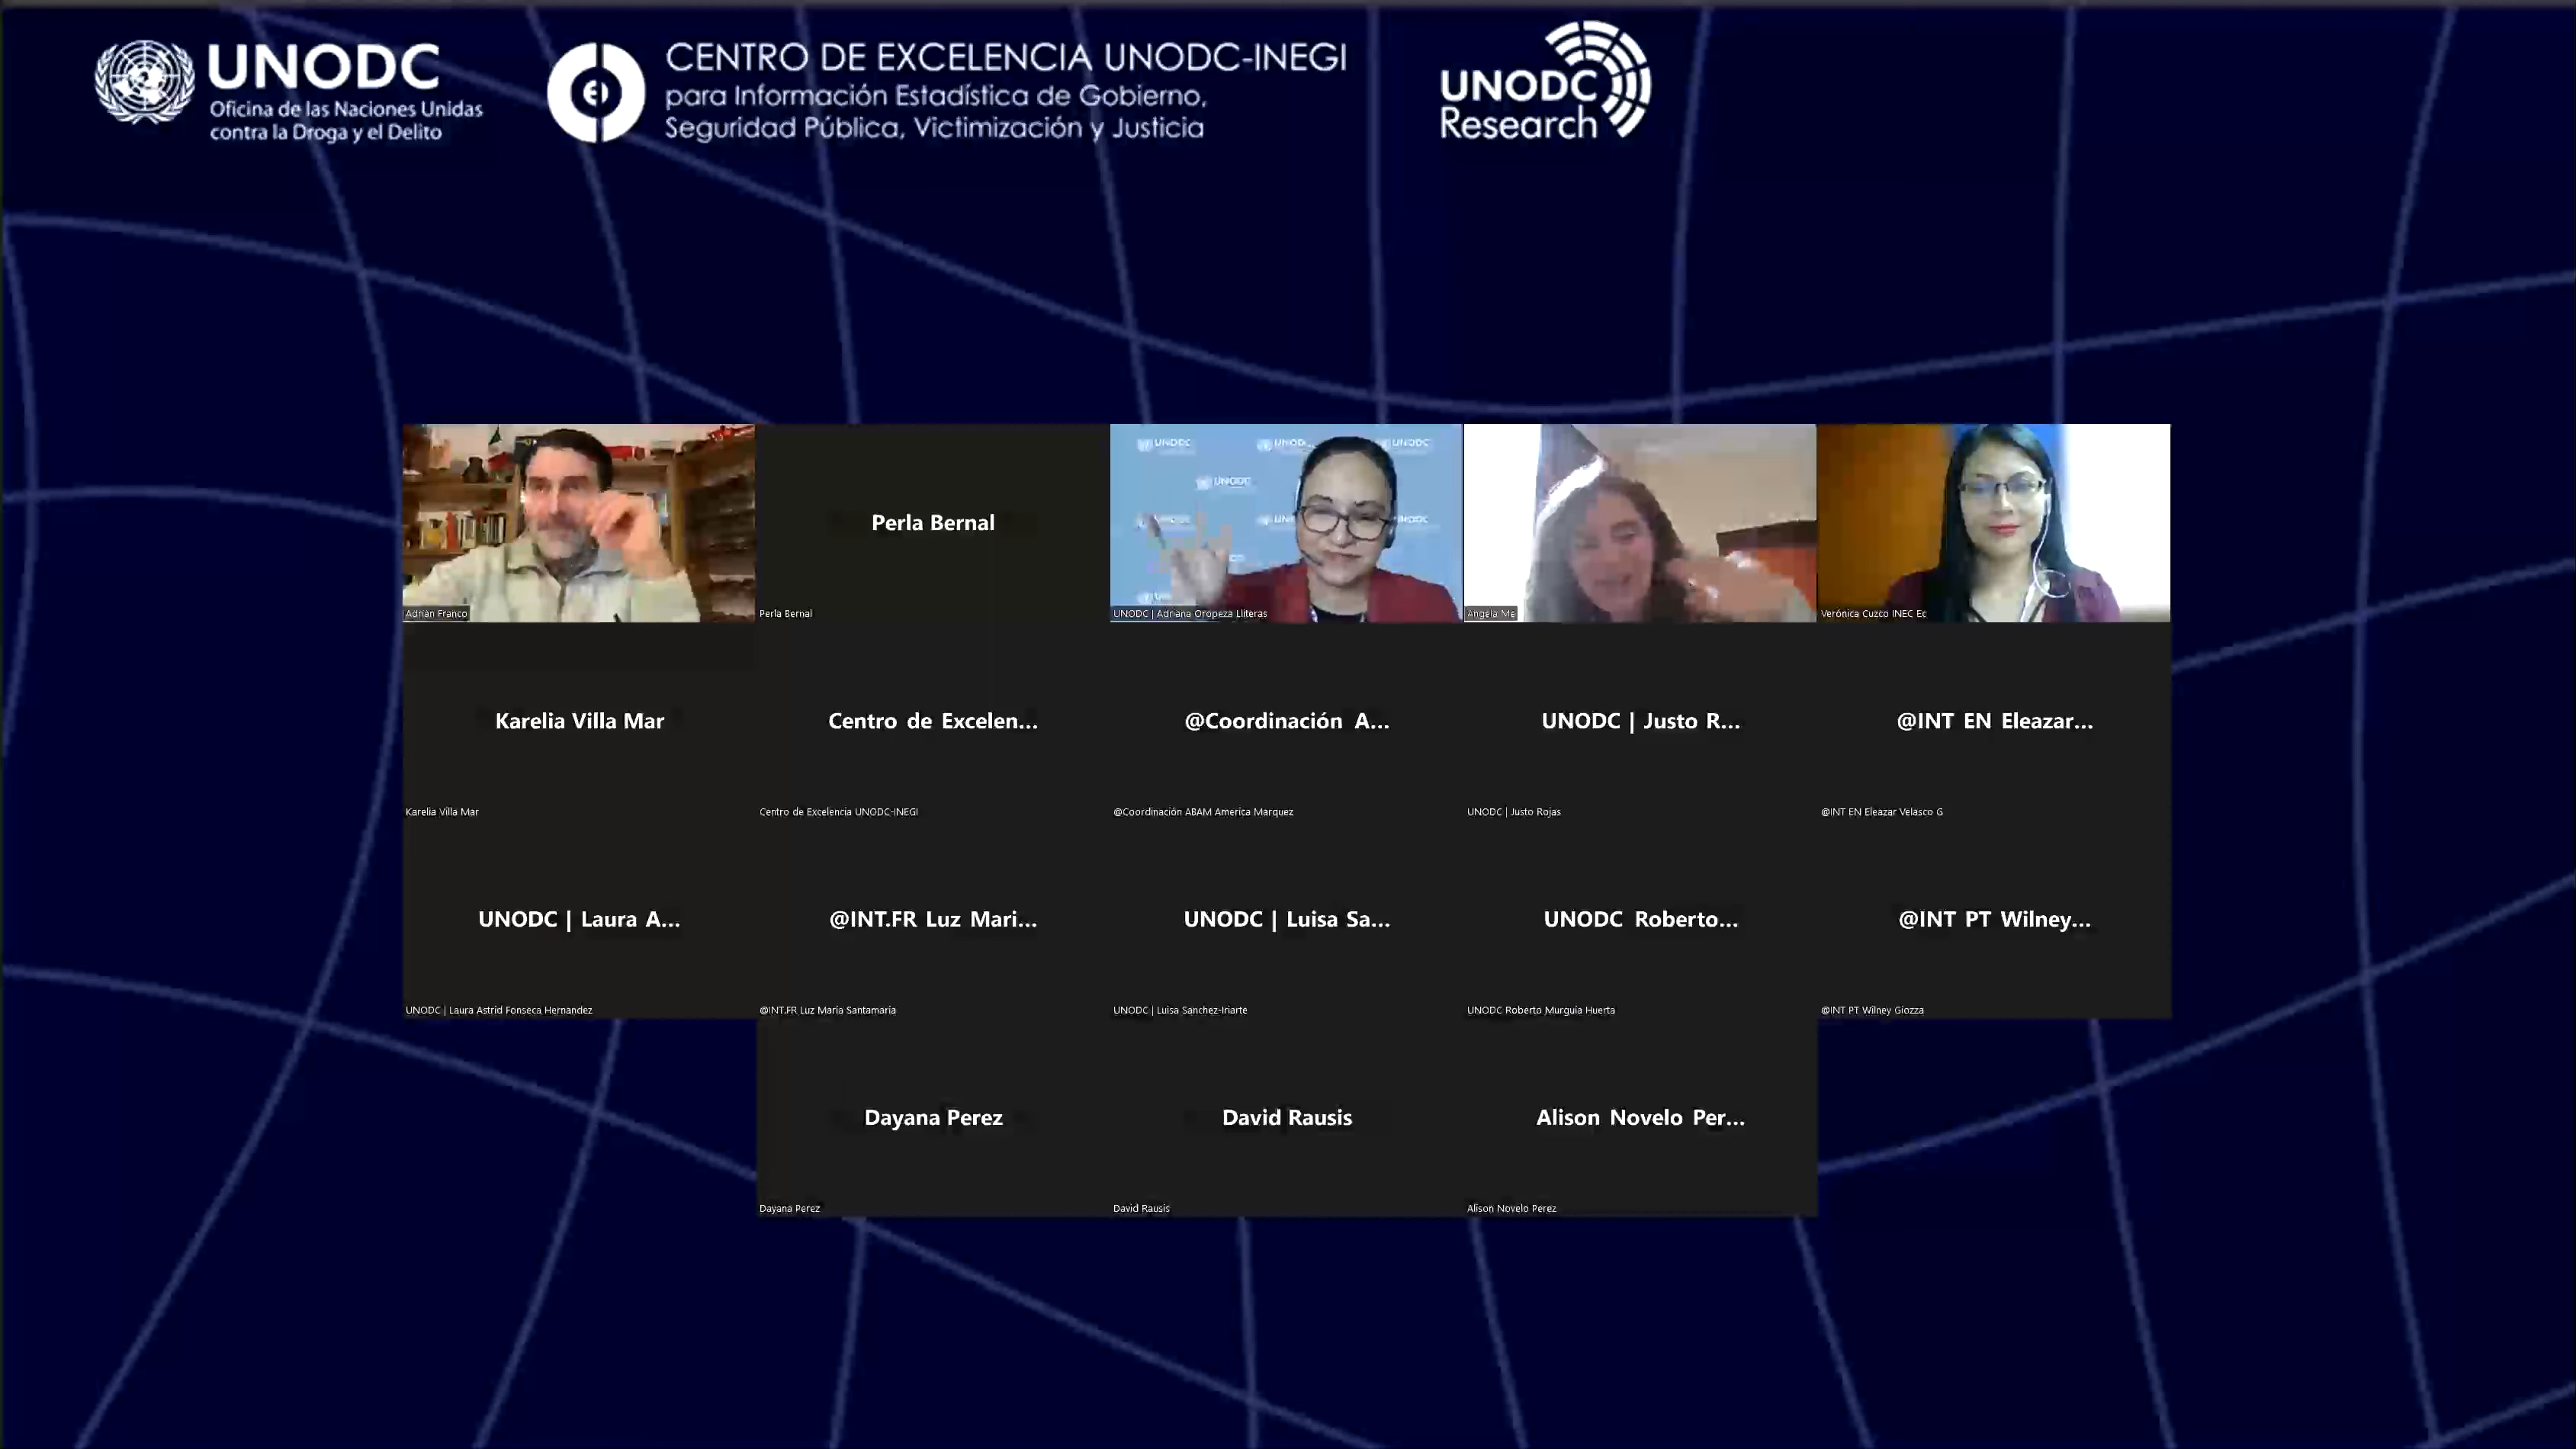 UNODC
Oficina de las Naciones Unidas
contra la Droga y el Delito
CENTRO DE EXCELENCIA UNODC-INEGI
para Información Estadística de Gobierno,
Seguridad Pública, Victimización y Justicia
UNODC
Research
Adrián Franco
Perla Bernal
Perla Bernal
UNODC
UNODC
UNODC
UNODC
UNODC | Adriana Oropeza Lliteras
Angela Me
Verónica Cuzco INEC Ec
Karelia Villa Mar
Karelia Villa Mar
Centro de Excelen...
Centro de Excelencia UNODC-INEGI
@Coordinación A...
@Coordinación ABAM America Marquez
UNODC | Justo R...
UNODC | Justo Rojas
@INT EN Eleazar...
@INT EN Eleazar Velasco G
UNODC | Laura A...
UNODC | Laura Astrid Fonseca Hernandez
@INT.FR Luz Mari...
@INT.FR Luz Maria Santamaria
UNODC | Luisa Sa...
UNODC | Luisa Sanchez-Iriarte
UNODC Roberto...
UNODC Roberto Murguia Huerta
@INT PT Wilney...
@INT PT Wilney Giozza
Dayana Perez
Dayana Perez
David Rausis
David Rausis
Alison Novelo Per...
Alison Novelo Perez